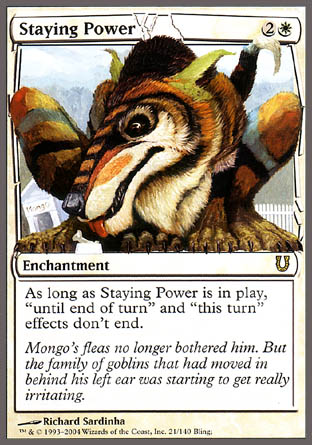 Staying Power 2
Mongo
Enchantment
As long as Staying Power is in play,
“until end of turn” and “this turn”
effects don’t end.
Mongo’s fleas no longer bothered him. But
the family of goblins that had moved in
behind his left ear was starting to get really
irritating.
Richard Sardinha
™ & © 1993–2004 Wizards of the Coast, Inc. 21/140 Bling;